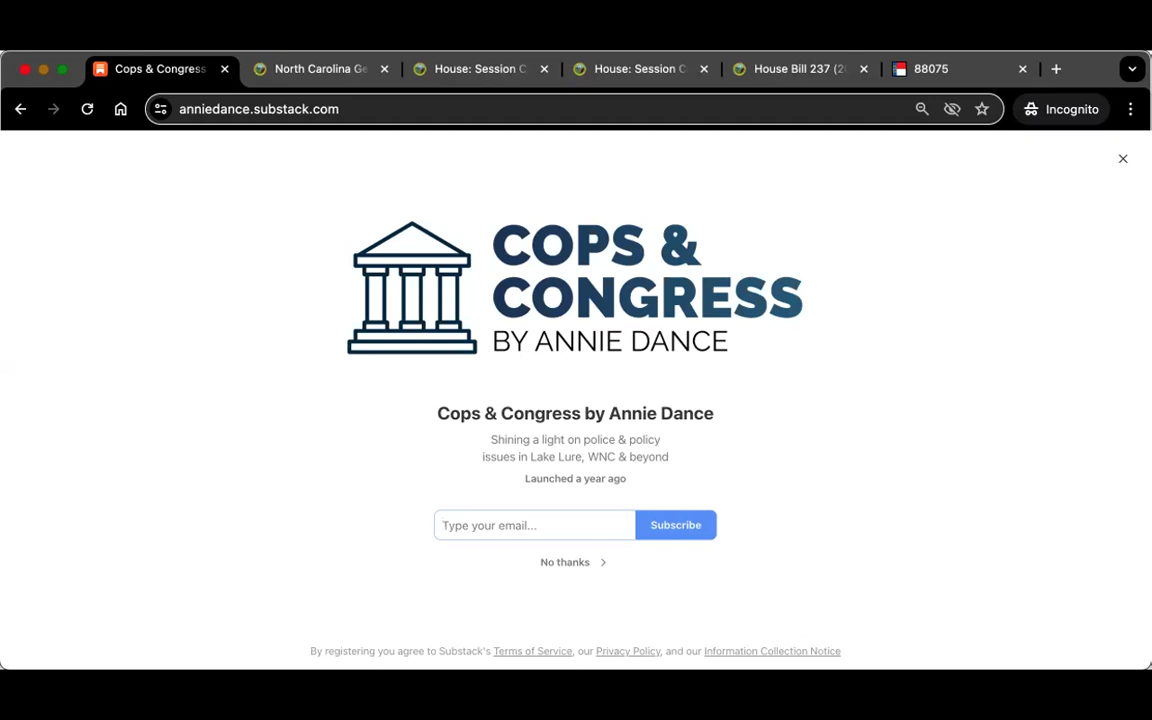 Cops & Congress
North Carolina Ge
House: Session C
House: Session C
House Bill 237 (20
88075
anniedance.substack.com
Incognito
COPS &
CONGRESS
BY ANNIE DANCE
Cops & Congress by Annie Dance
Shining a light on police & policy
issues in Lake Lure, WNC & beyond
Launched a year ago
Type your email...
Subscribe
No thanks
By registering you agree to Substack's Terms of Service, our Privacy Policy, and our Information Collection Notice